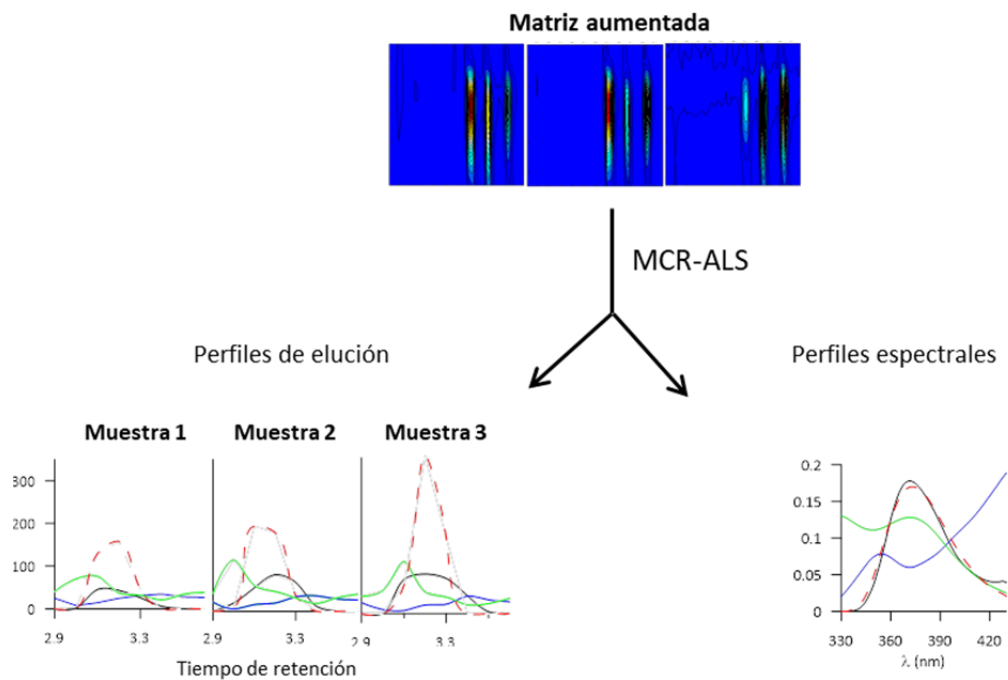 Matriz aumentada
MCR-ALS
Perfiles de elución
Perfiles espectrales
Muestra 1
Muestra 2
Muestra 3
300
200
100
0
2.9
3.3
2.9
3.3
2.9
3.3
Tiempo de retención
0.2
0.15
0.1
0.05
0
330
360
390
420
λ (nm)